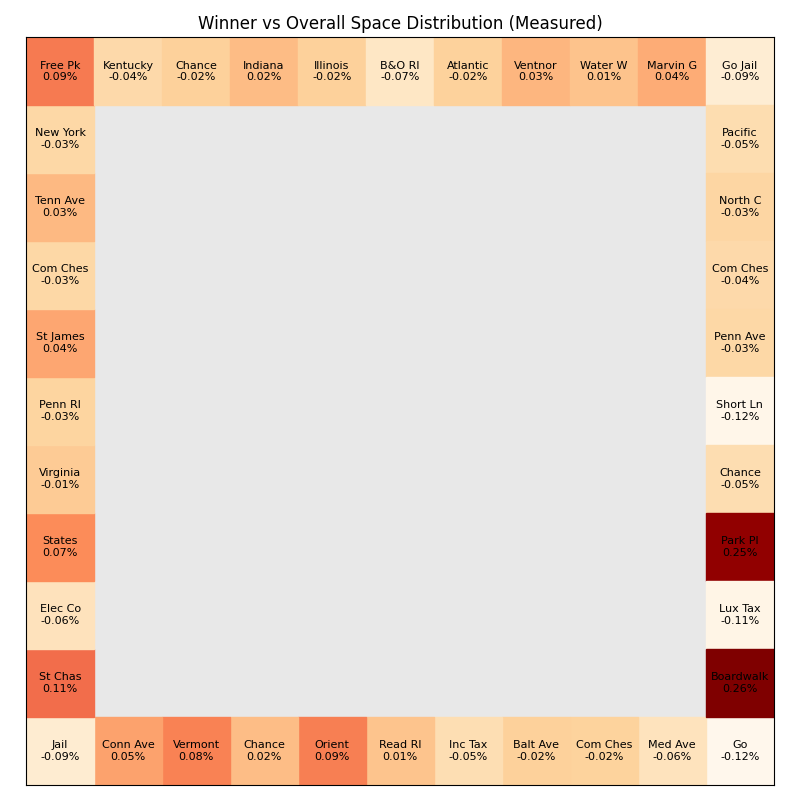 Winner vs Overall Space Distribution (Measured)
Free Pk
0.09%
Kentucky
-0.04%
Chance
-0.02%
Indiana
0.02%
Illinois
-0.02%
B&O Rl
-0.07%
Atlantic
-0.02%
Ventnor
0.03%
Water W
0.01%
Marvin G
0.04%
Go Jail
-0.09%
New York
-0.03%
Pacific
-0.05%
Tenn Ave
0.03%
North C
-0.03%
Com Ches
-0.03%
Com Ches
-0.04%
St James
0.04%
Penn Ave
-0.03%
Penn Rl
-0.03%
Short Ln
-0.12%
Virginia
-0.01%
Chance
-0.05%
States
0.07%
Park Pl
0.25%
Elec Co
-0.06%
Lux Tax
-0.11%
St Chas
0.11%
Boardwalk
0.26%
Jail
-0.09%
Conn Ave
0.05%
Vermont
0.08%
Chance
0.02%
Orient
0.09%
Read Rl
0.01%
Inc Tax
-0.05%
Balt Ave
-0.02%
Com Ches
-0.02%
Med Ave
-0.06%
Go
-0.12%